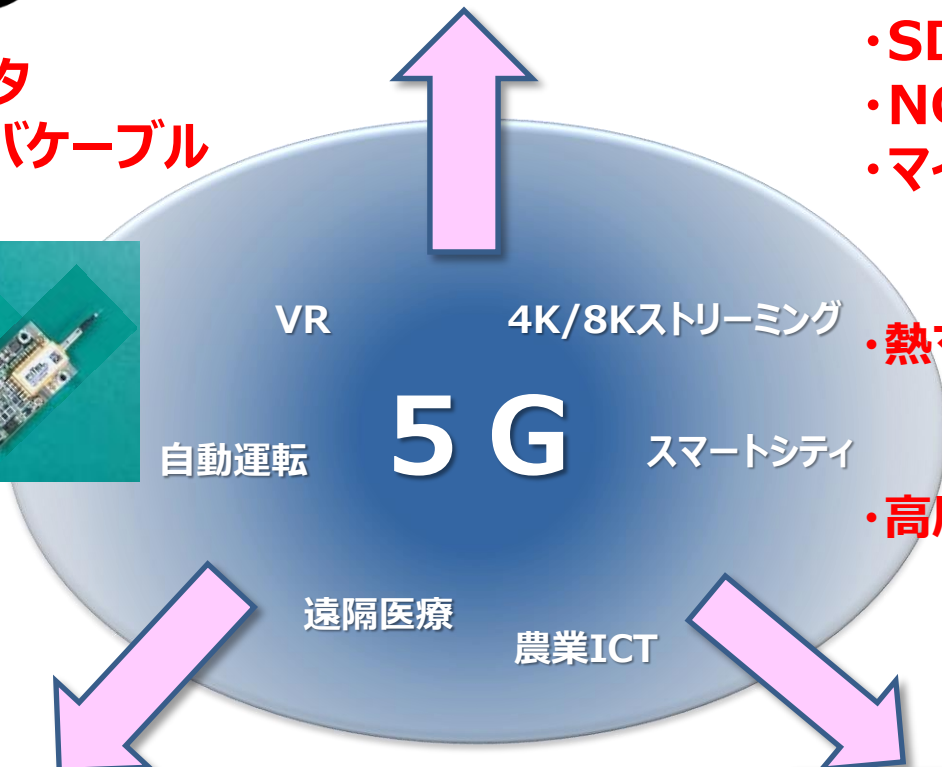 タ
バケーブル
・SD
・N
・マイ
VR
4K/8Kストリーミング
・熱
5G
自動運転
スマートシティ
・高
遠隔医療
農業ICT